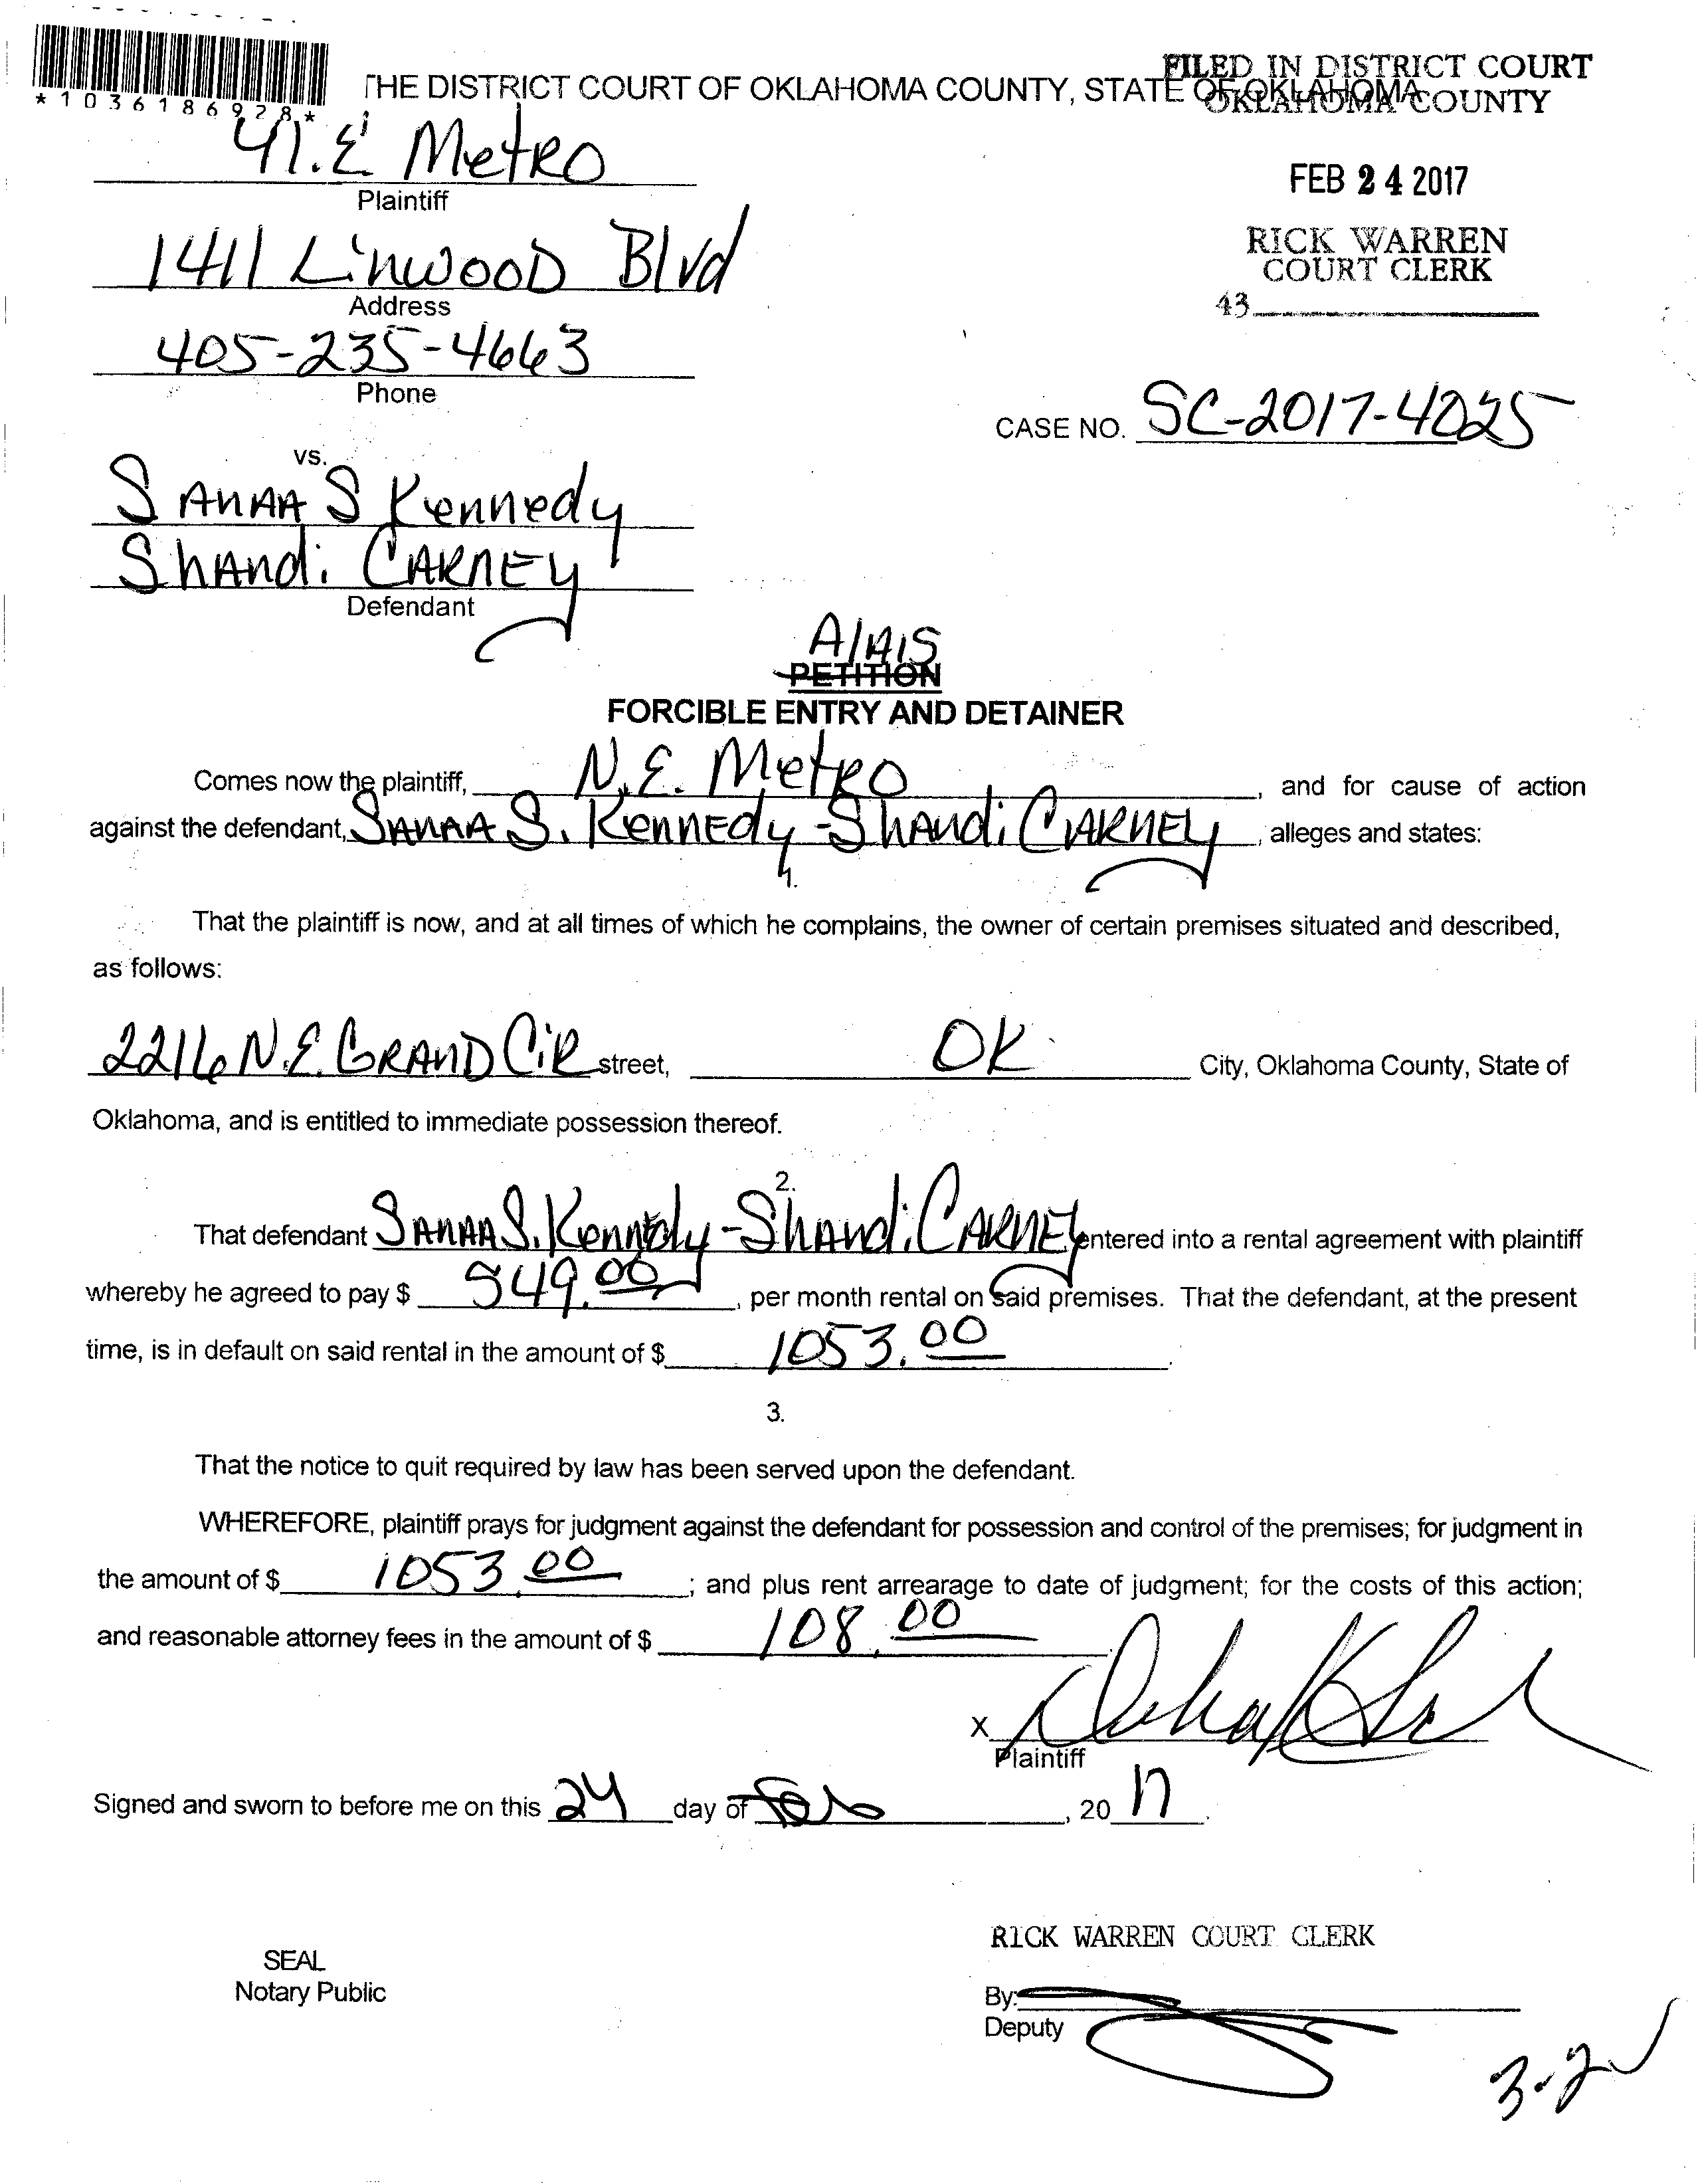 *1036186928*
THE DISTRICT COURT OF OKLAHOMA COUNTY, STATE OF OKLAHOMA
FILED IN DISTRICT COURT
OKLAHOMA COUNTY
FEB 24 2017
RICK WARREN
COURT CLERK
43
N.E. Metro
Plaintiff
1411 Linwood Blvd
Address
405-235-4663
Phone
CASE NO. SC-2017-4025
vs.
SANAA S Kennedy
Shandi CARNEY
Defendant
AlAIS
PETITION
FORCIBLE ENTRY AND DETAINER
Comes now the plaintiff, N.E. Metro, and for cause of action
against the defendant, SANAA S. Kennedy - Shandi CARNEY, alleges and states:
1.
That the plaintiff is now, and at all times of which he complains, the owner of certain premises situated and described,
as follows:
2216 N.E. GRAND CiR street, OK City, Oklahoma County, State of
Oklahoma, and is entitled to immediate possession thereof.
2.
That defendant SANAA S. Kennedy - Shandi CARNEY entered into a rental agreement with plaintiff
whereby he agreed to pay $ 549.00, per month rental on said premises. That the defendant, at the present
time, is in default on said rental in the amount of $ 1053.00.
3.
That the notice to quit required by law has been served upon the defendant.
WHEREFORE, plaintiff prays for judgment against the defendant for possession and control of the premises; for judgment in
the amount of $ 1053.00; and plus rent arrearage to date of judgment; for the costs of this action;
and reasonable attorney fees in the amount of $ 108.00.
X
Plaintiff
Signed and sworn to before me on this 24 day of Feb, 20 17.
RICK WARREN COURT CLERK
SEAL
Notary Public
By:
Deputy
3-2